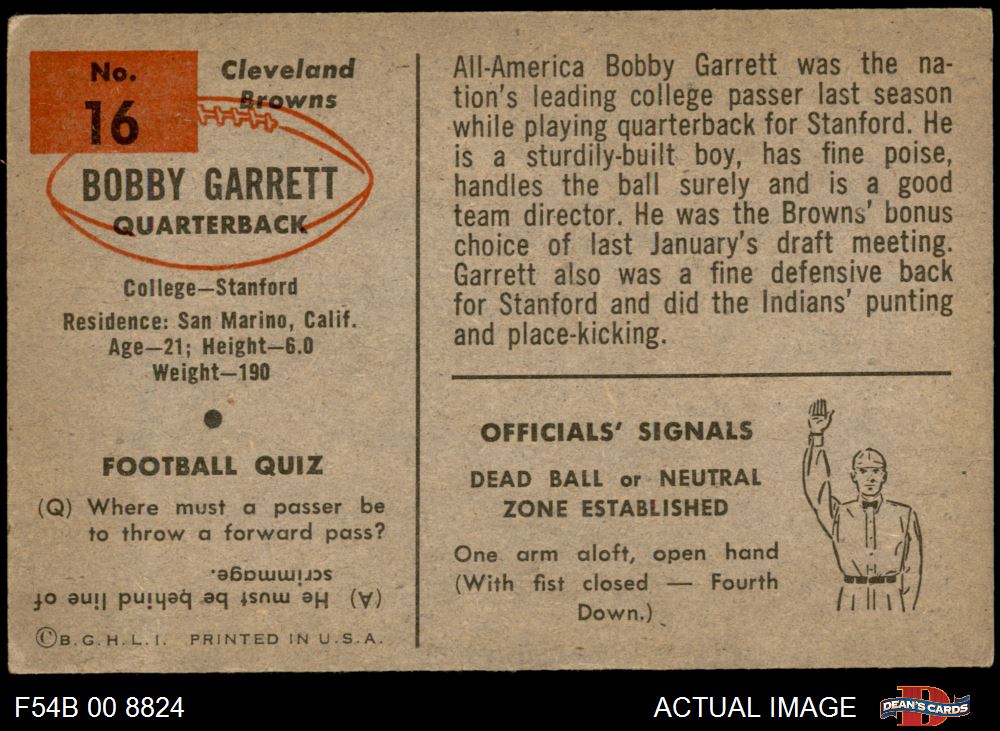 No.
16
Cleveland
Browns
BOBBY GARRETT
QUARTERBACK
College—Stanford
Residence: San Marino, Calif.
Age—21; Height—6.0
Weight—190
FOOTBALL QUIZ
(Q) Where must a passer be
to throw a forward pass?
(A) He must be behind line of
scrimmage.
©B.G.H.L.I. PRINTED IN U.S.A.
All-America Bobby Garrett was the na-
tion's leading college passer last season
while playing quarterback for Stanford. He
is a sturdily-built boy, has fine poise,
handles the ball surely and is a good
team director. He was the Browns' bonus
choice of last January's draft meeting.
Garrett also was a fine defensive back
for Stanford and did the Indians' punting
and place-kicking.
OFFICIALS' SIGNALS
DEAD BALL or NEUTRAL
ZONE ESTABLISHED
One arm aloft, open hand
(With fist closed — Fourth
Down.)
F54B 00 8824
ACTUAL IMAGE
D
DEAN'S CARDS